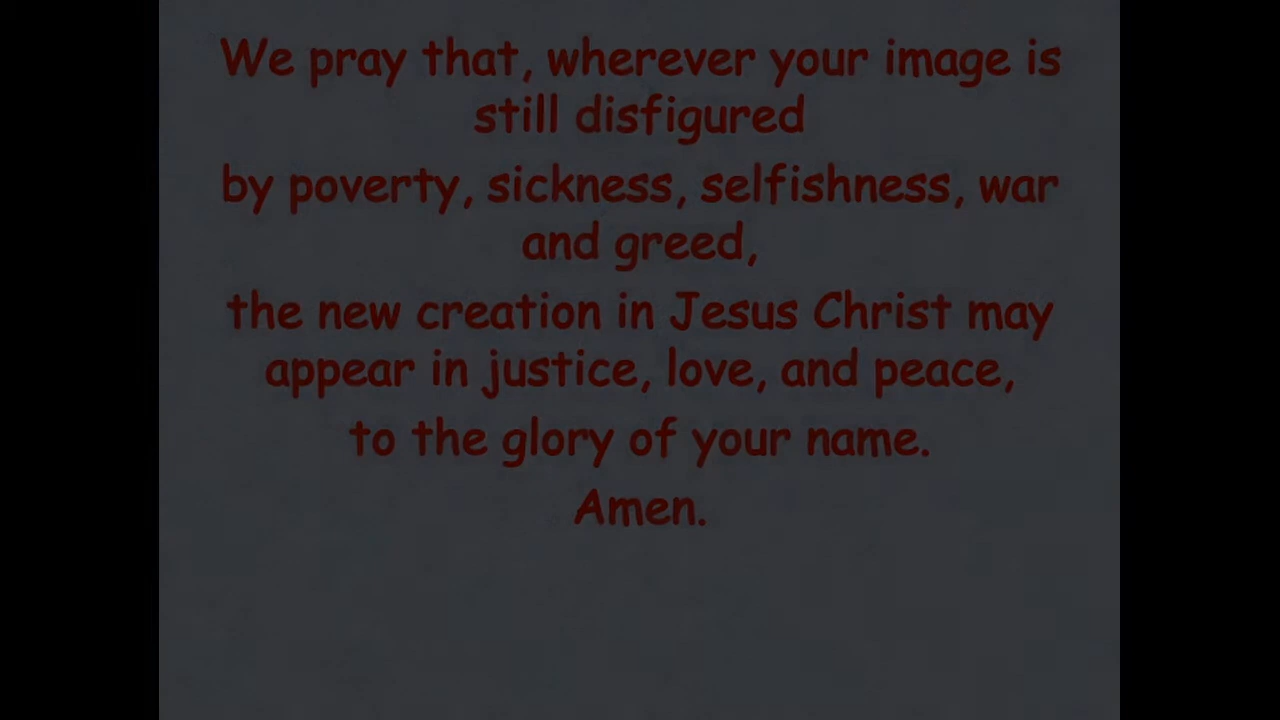 We pray that, wherever your image is
still disfigured
by poverty, sickness, selfishness, war
and greed,
the new creation in Jesus Christ may
appear in justice, love, and peace,
to the glory of your name.
Amen.